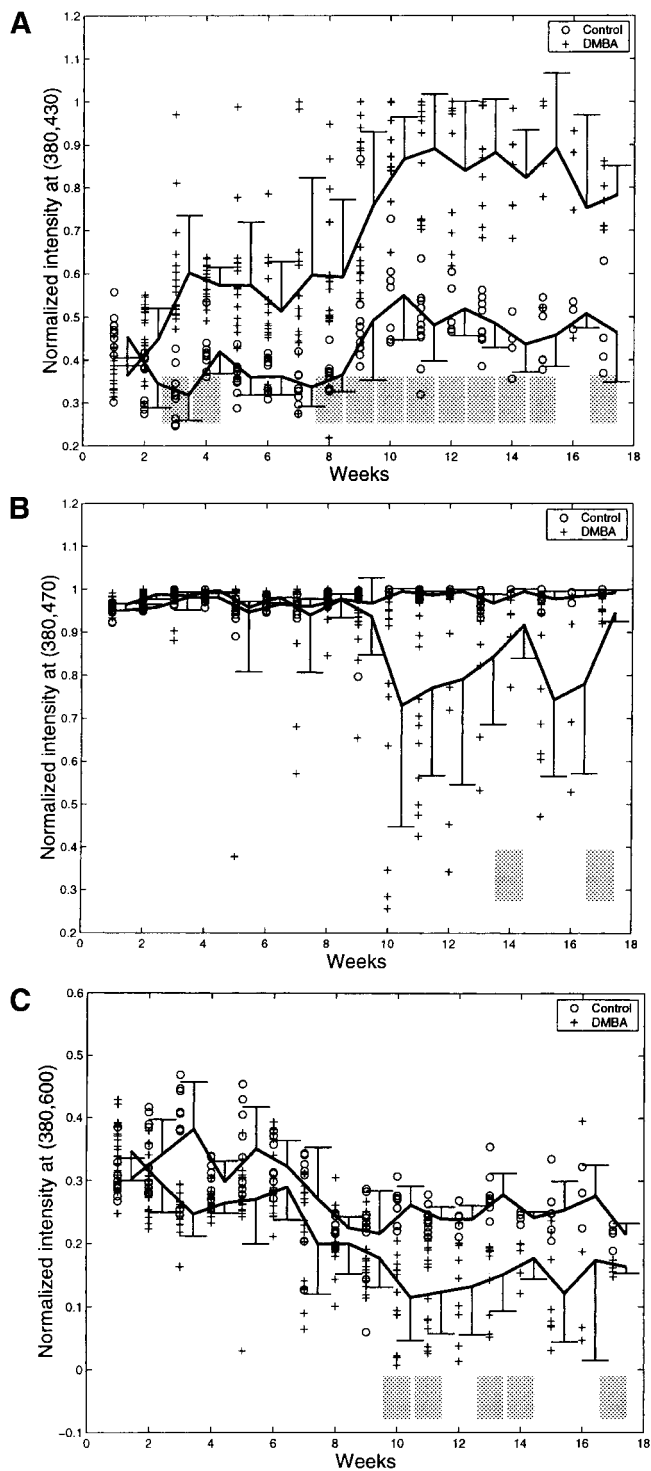 A
Normalized intensity at (380,430)
1.2
1.1
1
0.9
0.8
0.7
0.6
0.5
0.4
0.3
0.2
Control
DMBA
0 2 4 6 8 10 12 14 16 18
Weeks
B
Normalized intensity at (380,470)
1.2
1.1
1
0.9
0.8
0.7
0.6
0.5
0.4
0.3
0.2
Control
DMBA
0 2 4 6 8 10 12 14 16 18
Weeks
C
Normalized intensity at (380,600)
0.6
0.5
0.4
0.3
0.2
0.1
0
-0.1
Control
DMBA
0 2 4 6 8 10 12 14 16 18
Weeks